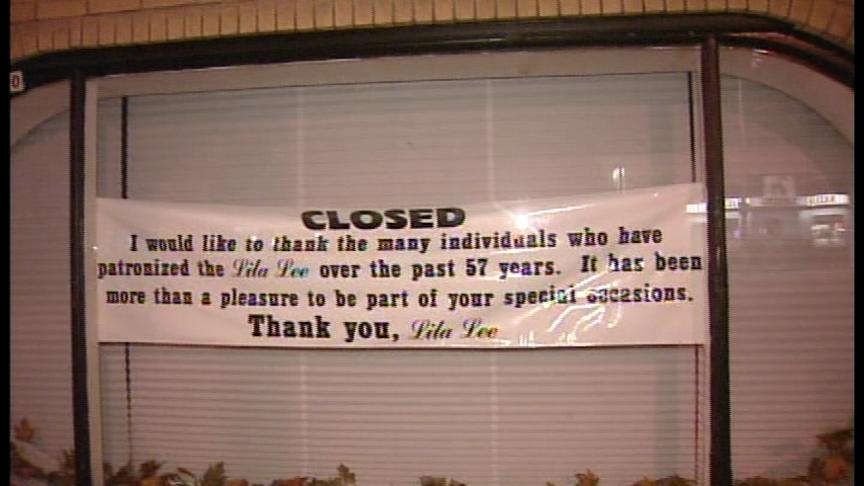 0
CLOSED
I would like to thank the many individuals who have
patronized the Lila Lee over the past 57 years. It has been
more than a pleasure to be part of your special occasions.
Thank you, Lila Lee